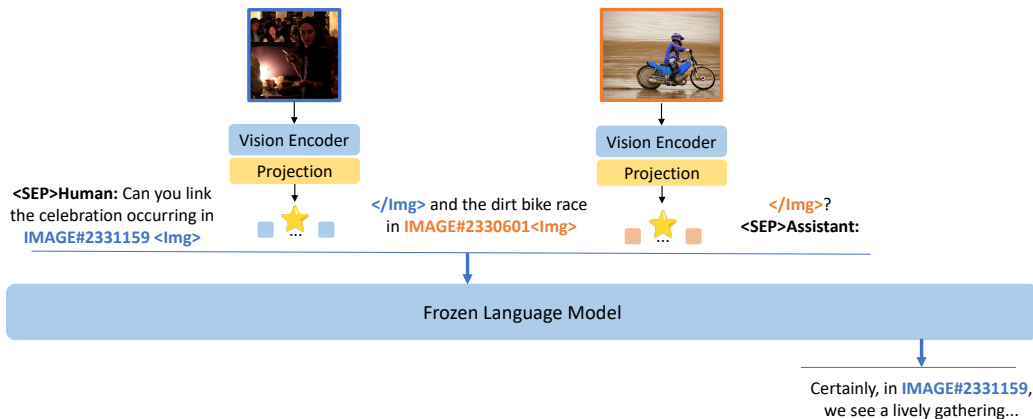 Vision Encoder
Projection
Vision Encoder
Projection
<SEP>Human: Can you link
the celebration occurring in
IMAGE#2331159 <Img>
...
</Img> and the dirt bike race
in IMAGE#2330601<Img>
...
</Img>?
<SEP>Assistant:
Frozen Language Model
Certainly, in IMAGE#2331159,
we see a lively gathering...